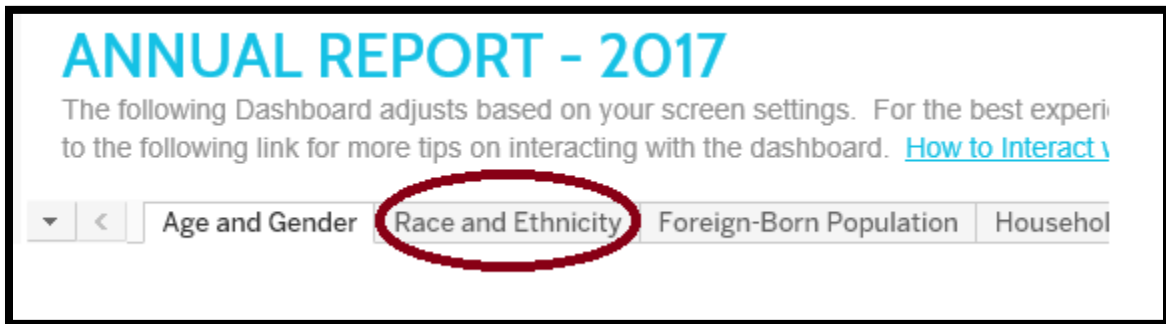 ANNUAL REPORT - 2017
The following Dashboard adjusts based on your screen settings. For the best
to the following link for more tips on interacting with the dashboard. How to Interact
Age and Gender Race and Ethnicity Foreign-Born Population